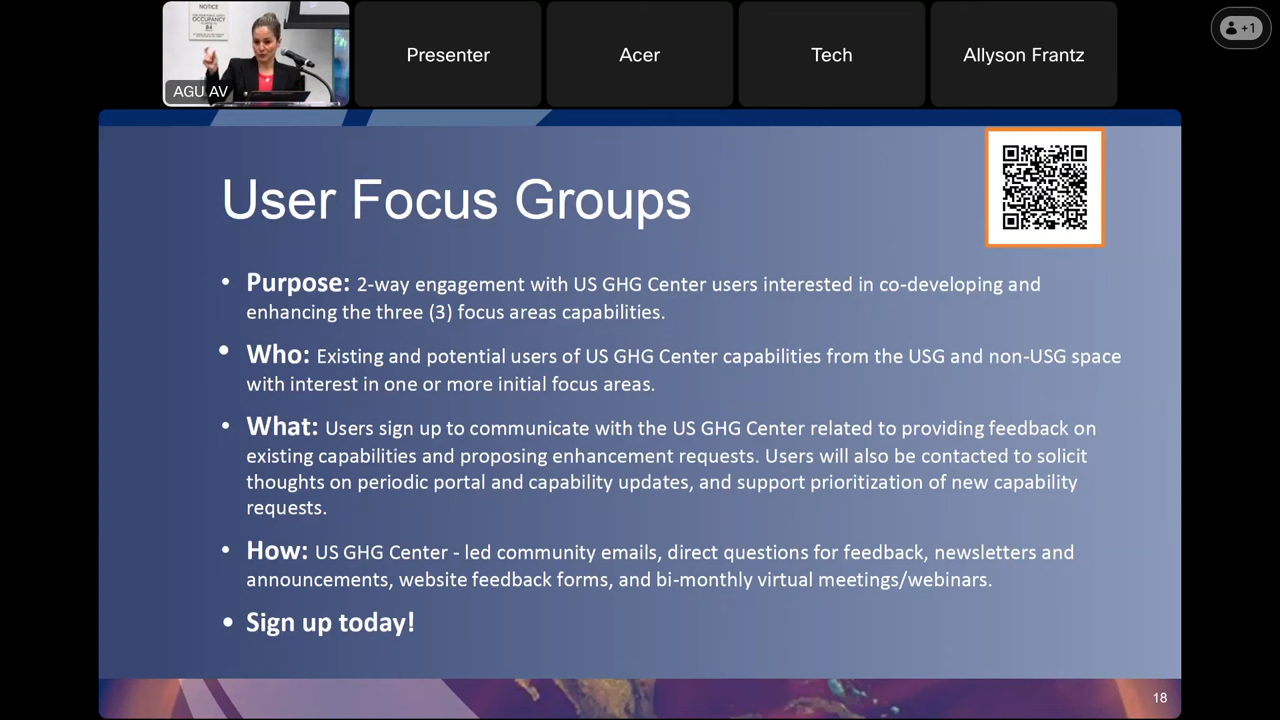 NOTICE
OCCUPANCY
84
AGU AV
Presenter
Acer
Tech
Allyson Frantz
+1
User Focus Groups
• Purpose: 2-way engagement with US GHG Center users interested in co-developing and
enhancing the three (3) focus areas capabilities.
• Who: Existing and potential users of US GHG Center capabilities from the USG and non-USG space
with interest in one or more initial focus areas.
• What: Users sign up to communicate with the US GHG Center related to providing feedback on
existing capabilities and proposing enhancement requests. Users will also be contacted to solicit
thoughts on periodic portal and capability updates, and support prioritization of new capability
requests.
• How: US GHG Center - led community emails, direct questions for feedback, newsletters and
announcements, website feedback forms, and bi-monthly virtual meetings/webinars.
• Sign up today!
18